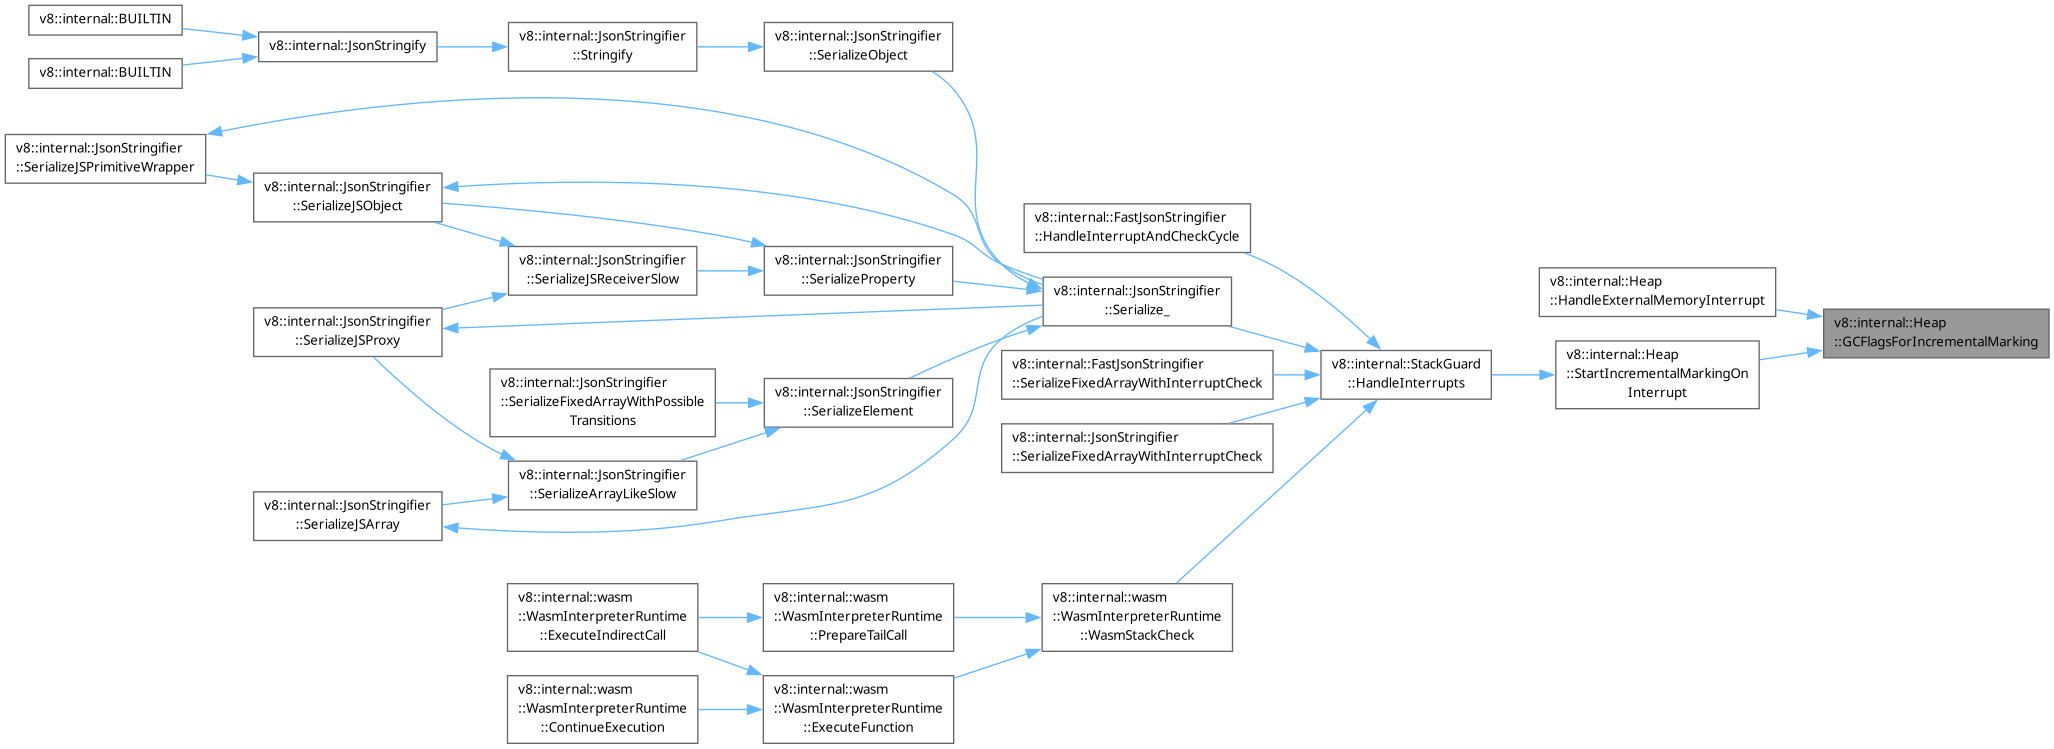 v8::internal::BUILTIN
v8::internal::BUILTIN
v8::internal::JsonStringify
v8::internal::JsonStringifier
::Stringify
v8::internal::JsonStringifier
::SerializeObject
v8::internal::JsonStringifier
::SerializeJSPrimitiveWrapper
v8::internal::JsonStringifier
::SerializeJSObject
v8::internal::JsonStringifier
::SerializeJSReceiverSlow
v8::internal::JsonStringifier
::SerializeProperty
v8::internal::JsonStringifier
::SerializeJSProxy
v8::internal::JsonStringifier
::SerializeFixedArrayWithPossible
Transitions
v8::internal::JsonStringifier
::SerializeElement
v8::internal::JsonStringifier
::SerializeArrayLikeSlow
v8::internal::JsonStringifier
::SerializeJSArray
v8::internal::FastJsonStringifier
::HandleInterruptAndCheckCycle
v8::internal::JsonStringifier
::Serialize_
v8::internal::FastJsonStringifier
::SerializeFixedArrayWithInterruptCheck
v8::internal::JsonStringifier
::SerializeFixedArrayWithInterruptCheck
v8::internal::StackGuard
::HandleInterrupts
v8::internal::Heap
::HandleExternalMemoryInterrupt
v8::internal::Heap
::StartIncrementalMarkingOn
Interrupt
v8::internal::Heap
::GCFlagsForIncrementalMarking
v8::internal::wasm
::WasmInterpreterRuntime
::ExecuteIndirectCall
v8::internal::wasm
::WasmInterpreterRuntime
::PrepareTailCall
v8::internal::wasm
::WasmInterpreterRuntime
::WasmStackCheck
v8::internal::wasm
::WasmInterpreterRuntime
::ContinueExecution
v8::internal::wasm
::WasmInterpreterRuntime
::ExecuteFunction